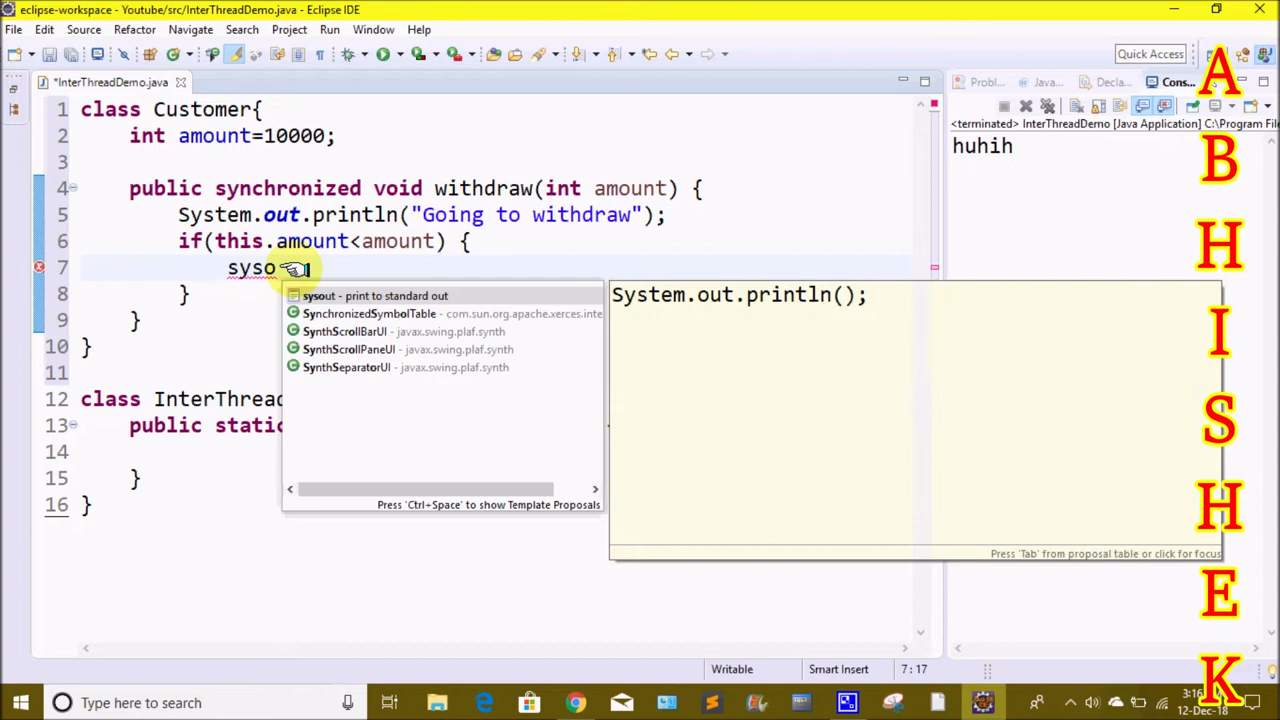 eclipse-workspace - Youtube/src/InterThreadDemo.java - Eclipse IDE
File Edit Source Refactor Navigate Search Project Run Window Help
Quick Access
*InterThreadDemo.java
Probl... Java... Decla... Cons...
<terminated> InterThreadDemo [Java Application] C:\Program File
huhih
1 class Customer{
2 int amount=10000;
3
4 public synchronized void withdraw(int amount) {
5 System.out.println("Going to withdraw");
6 if(this.amount<amount) {
7 syso
8 }
9 }
10 }
11
12 class InterThread
13 public static
14
15 }
16 }
sysout - print to standard out
SynchronizedSymbolTable - com.sun.org.apache.xerces.inte
SynthScrollBarUI - javax.swing.plaf.synth
SynthScrollPaneUI - javax.swing.plaf.synth
SynthSeparatorUI - javax.swing.plaf.synth
Press 'Ctrl+Space' to show Template Proposals
System.out.println();
Press 'Tab' from proposal table or click for focus
A
B
H
I
S
H
E
K
Writable Smart Insert 7 : 17
Type here to search
12-Dec-18